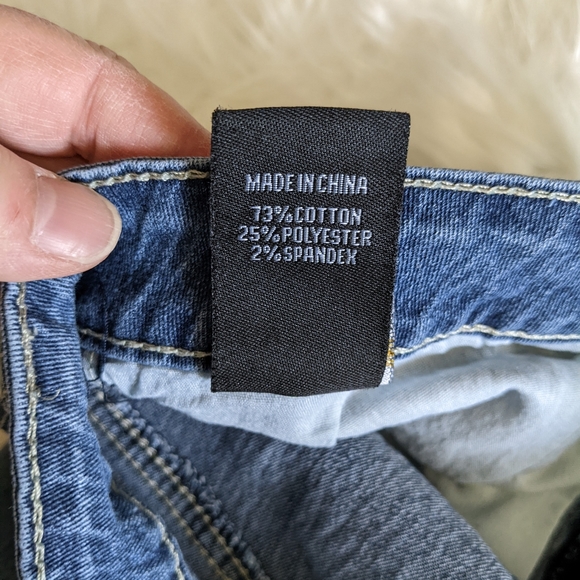 MADE IN CHINA
73%COTTON
25%POLYESTER
2%SPANDEX